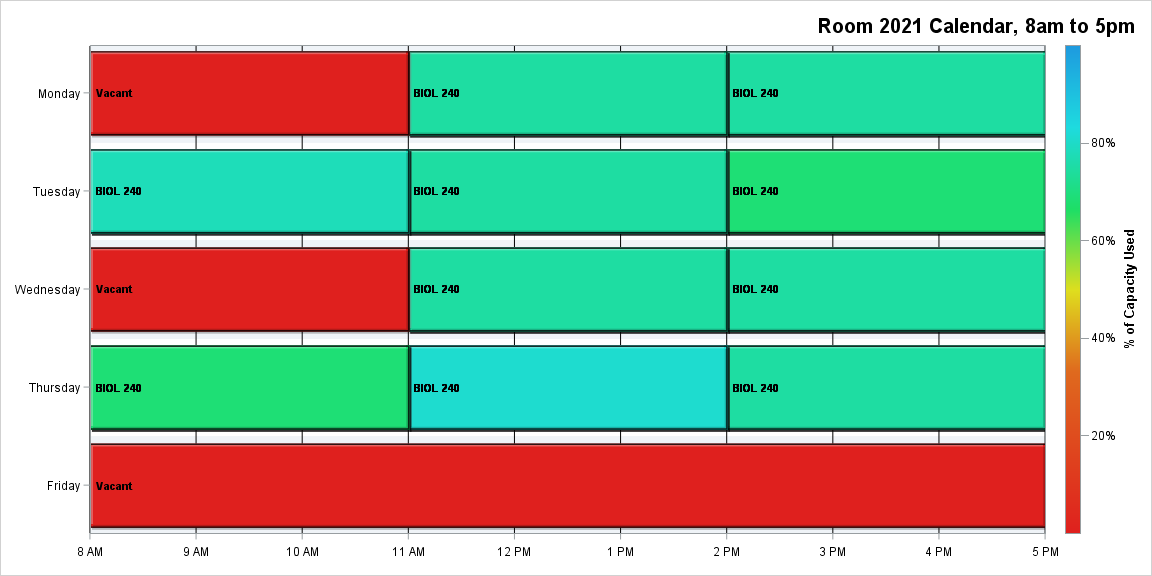 Room 2021 Calendar, 8am to 5pm
Monday
Vacant
BIOL 240
BIOL 240
Tuesday
BIOL 240
BIOL 240
BIOL 240
Wednesday
Vacant
BIOL 240
BIOL 240
Thursday
BIOL 240
BIOL 240
BIOL 240
Friday
Vacant
8 AM
9 AM
10 AM
11 AM
12 PM
1 PM
2 PM
3 PM
4 PM
5 PM
80%
60%
40%
20%
% of Capacity Used